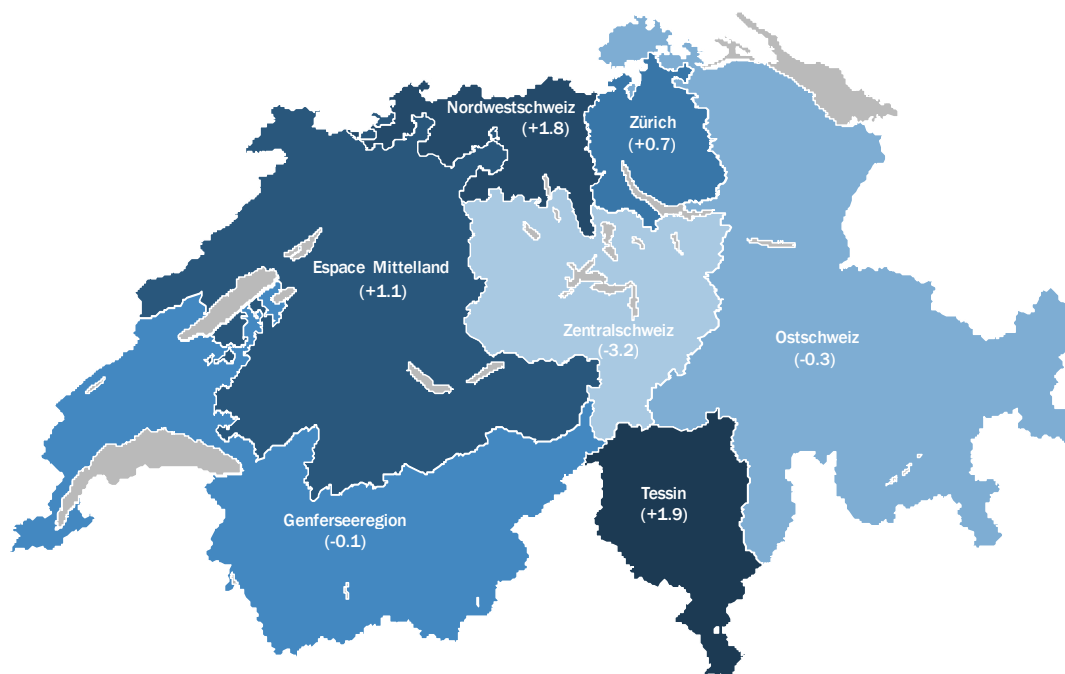 Nordwestschweiz
(+1.8)
Zürich
(+0.7)
Espace Mittelland
(+1.1)
Zentralschweiz
(-3.2)
Ostschweiz
(-0.3)
Tessin
(+1.9)
Genferseeregion
(-0.1)